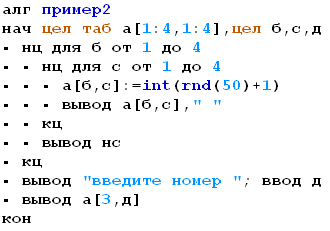 алг пример2
нач цел таб а[1:4,1:4],цел б,с,д
▪ нц для б от 1 до 4
▪ ▪ нц для с от 1 до 4
▪ ▪ ▪ а[б,с]:=int(rnd(50)+1)
▪ ▪ ▪ вывод а[б,с]," "
▪ ▪ кц
▪ ▪ вывод нс
▪ кц
▪ вывод "введите номер "; ввод д
▪ вывод а[3,д]
кон